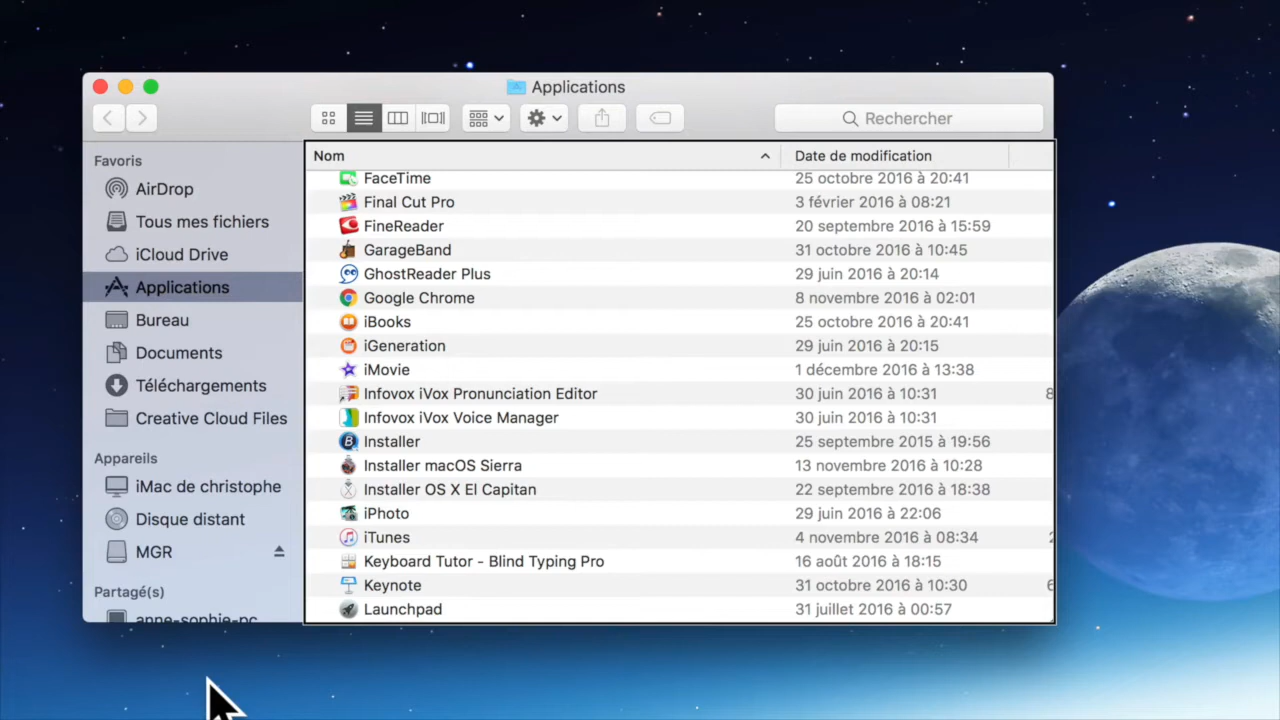 Applications
Rechercher
Favoris
AirDrop
Tous mes fichiers
iCloud Drive
Applications
Bureau
Documents
Téléchargements
Creative Cloud Files
Appareils
iMac de christophe
Disque distant
MGR
Partagé(s)
anne-sophie-pc
Nom Date de modification
FaceTime 25 octobre 2016 à 20:41
Final Cut Pro 3 février 2016 à 08:21
FineReader 20 septembre 2016 à 15:59
GarageBand 31 octobre 2016 à 10:45
GhostReader Plus 29 juin 2016 à 20:14
Google Chrome 8 novembre 2016 à 02:01
iBooks 25 octobre 2016 à 20:41
iGeneration 29 juin 2016 à 20:15
iMovie 1 décembre 2016 à 13:38
Infovox iVox Pronunciation Editor 30 juin 2016 à 10:31 8
Infovox iVox Voice Manager 30 juin 2016 à 10:31
Installer 25 septembre 2015 à 19:56
Installer macOS Sierra 13 novembre 2016 à 10:28
Installer OS X El Capitan 22 septembre 2016 à 18:38
iPhoto 29 juin 2016 à 22:06
iTunes 4 novembre 2016 à 08:34 2
Keyboard Tutor - Blind Typing Pro 16 août 2016 à 18:15
Keynote 31 octobre 2016 à 10:30 6
Launchpad 31 juillet 2016 à 00:57